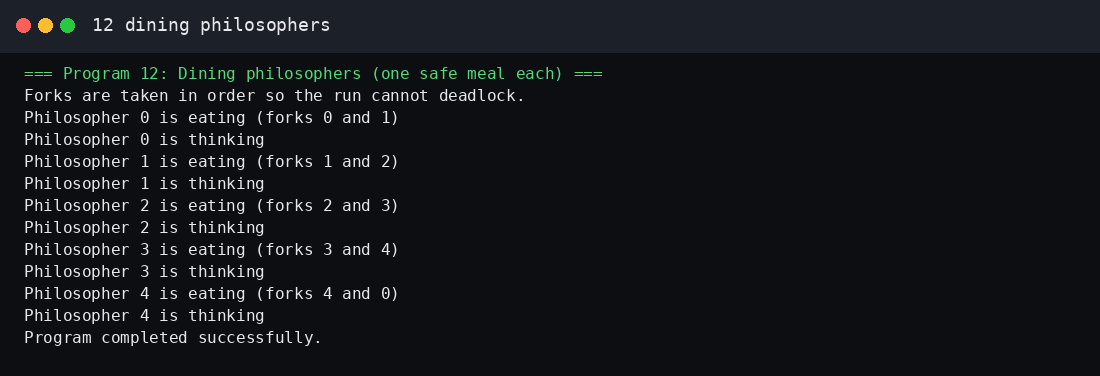 12 dining philosophers
=== Program 12: Dining philosophers (one safe meal each) ===
Forks are taken in order so the run cannot deadlock.
Philosopher 0 is eating (forks 0 and 1)
Philosopher 0 is thinking
Philosopher 1 is eating (forks 1 and 2)
Philosopher 1 is thinking
Philosopher 2 is eating (forks 2 and 3)
Philosopher 2 is thinking
Philosopher 3 is eating (forks 3 and 4)
Philosopher 3 is thinking
Philosopher 4 is eating (forks 4 and 0)
Philosopher 4 is thinking
Program completed successfully.